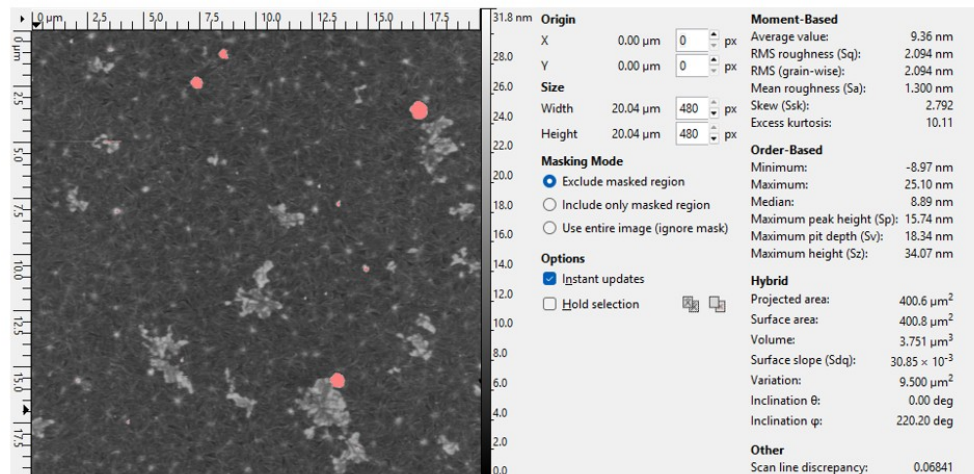 0 µm 2.5 5.0 7.5 10.0 12.5 15.0 17.5
31.8 nm
28.0
26.0
24.0
22.0
20.0
18.0
16.0
14.0
12.0
10.0
8.0
6.0
4.0
2.0
0.0
0 µm
2.5
5.0
7.5
10.0
12.5
15.0
17.5
Origin
X 0.00 µm 0 px
Y 0.00 µm 0 px
Size
Width 20.04 µm 480 px
Height 20.04 µm 480 px
Masking Mode
Exclude masked region
Include only masked region
Use entire image (ignore mask)
Options
Instant updates
Hold selection
Moment-Based
Average value: 9.36 nm
RMS roughness (Sq): 2.094 nm
RMS (grain-wise): 2.094 nm
Mean roughness (Sa): 1.300 nm
Skew (Ssk): 2.792
Excess kurtosis: 10.11
Order-Based
Minimum: -8.97 nm
Maximum: 25.10 nm
Median: 8.89 nm
Maximum peak height (Sp): 15.74 nm
Maximum pit depth (Sv): 18.34 nm
Maximum height (Sz): 34.07 nm
Hybrid
Projected area: 400.6 µm²
Surface area: 400.8 µm²
Volume: 3.751 µm³
Surface slope (Sdq): 30.85 × 10⁻³
Variation: 9.500 µm²
Inclination θ: 0.00 deg
Inclination φ: 220.20 deg
Other
Scan line discrepancy: 0.06841